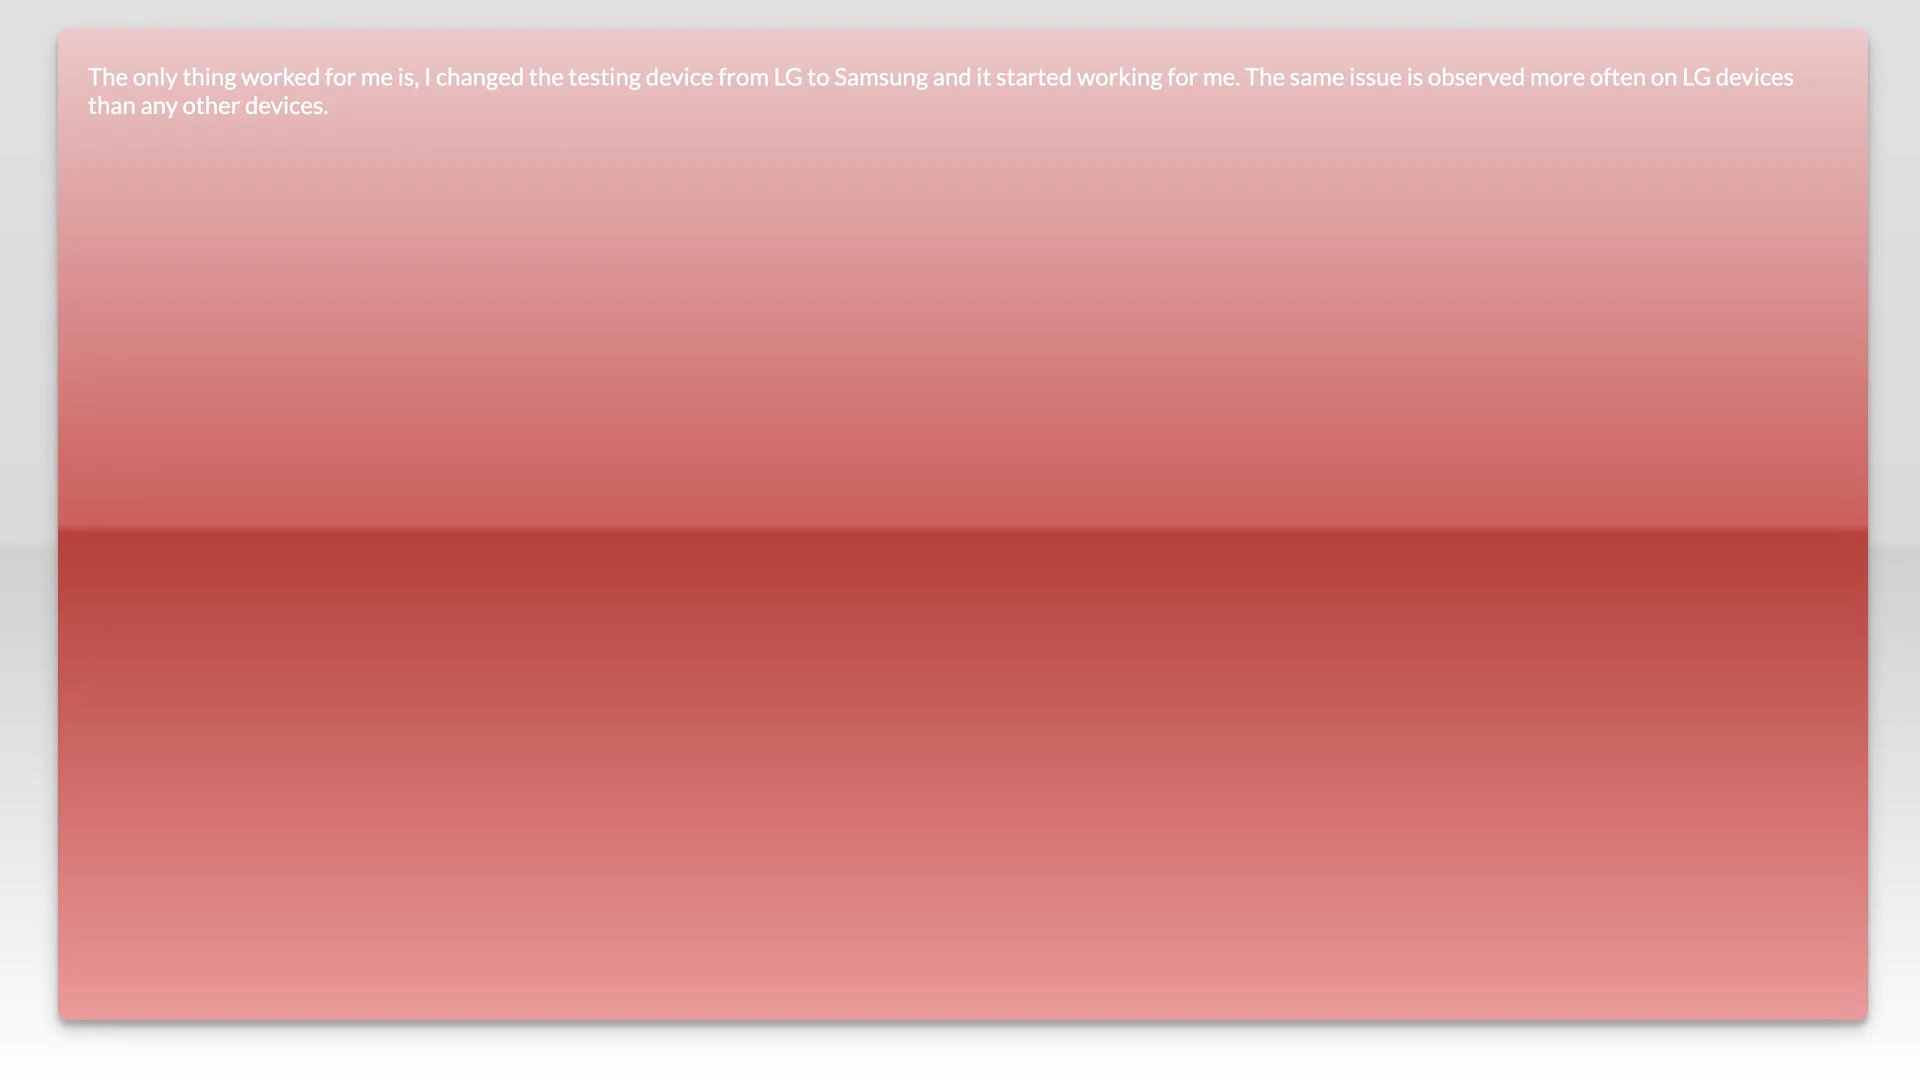 The only thing worked for me is, I changed the testing device from LG to Samsung and it started working for me. The same issue is observed more often on LG devices
than any other devices.